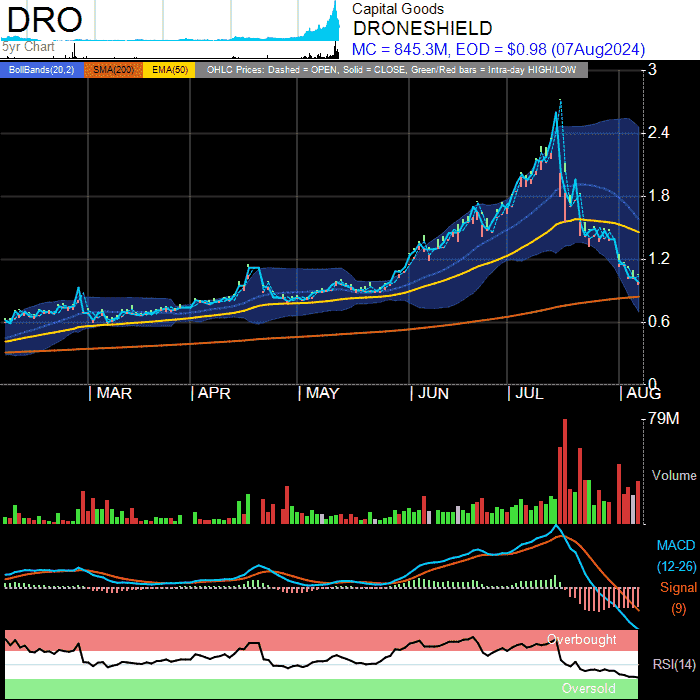 DRO
Capital Goods
DRONESHIELD
MC = 845.3M, EOD = $0.98 (07Aug2024)
5yr Chart
BollBands(20,2) SMA(200) EMA(50) OHLC Prices: Dashed = OPEN, Solid = CLOSE, Green/Red bars = Intra-day HIGH/LOW
3
2.4
1.8
1.2
0.6
0
MAR APR MAY JUN JUL AUG
79M
Volume
MACD
(12-26)
Signal
(9)
Overbought
RSI(14)
Oversold